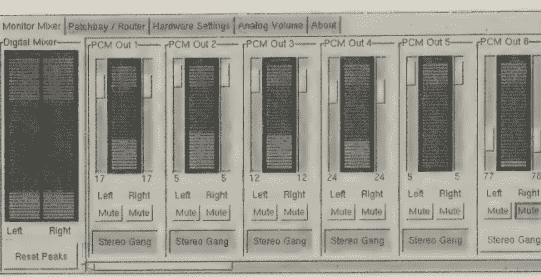 Monitor Mixer Patchbay / Router Hardware Settings Analog Volume About
Digital Mixer PCM Out 1 PCM Out 2 PCM Out 3 PCM Out 4 PCM Out 5 PCM Out 6
17 17 5 5 12 12 24 24 5 5 77 76
Left Right Left Right Left Right Left Right Left Right Left Right
Mute Mute Mute Mute Mute Mute Mute Mute Mute Mute Mute Mute
Left Right
Stereo Gang Stereo Gang Stereo Gang Stereo Gang Stereo Gang Stereo Gang
Reset Peaks